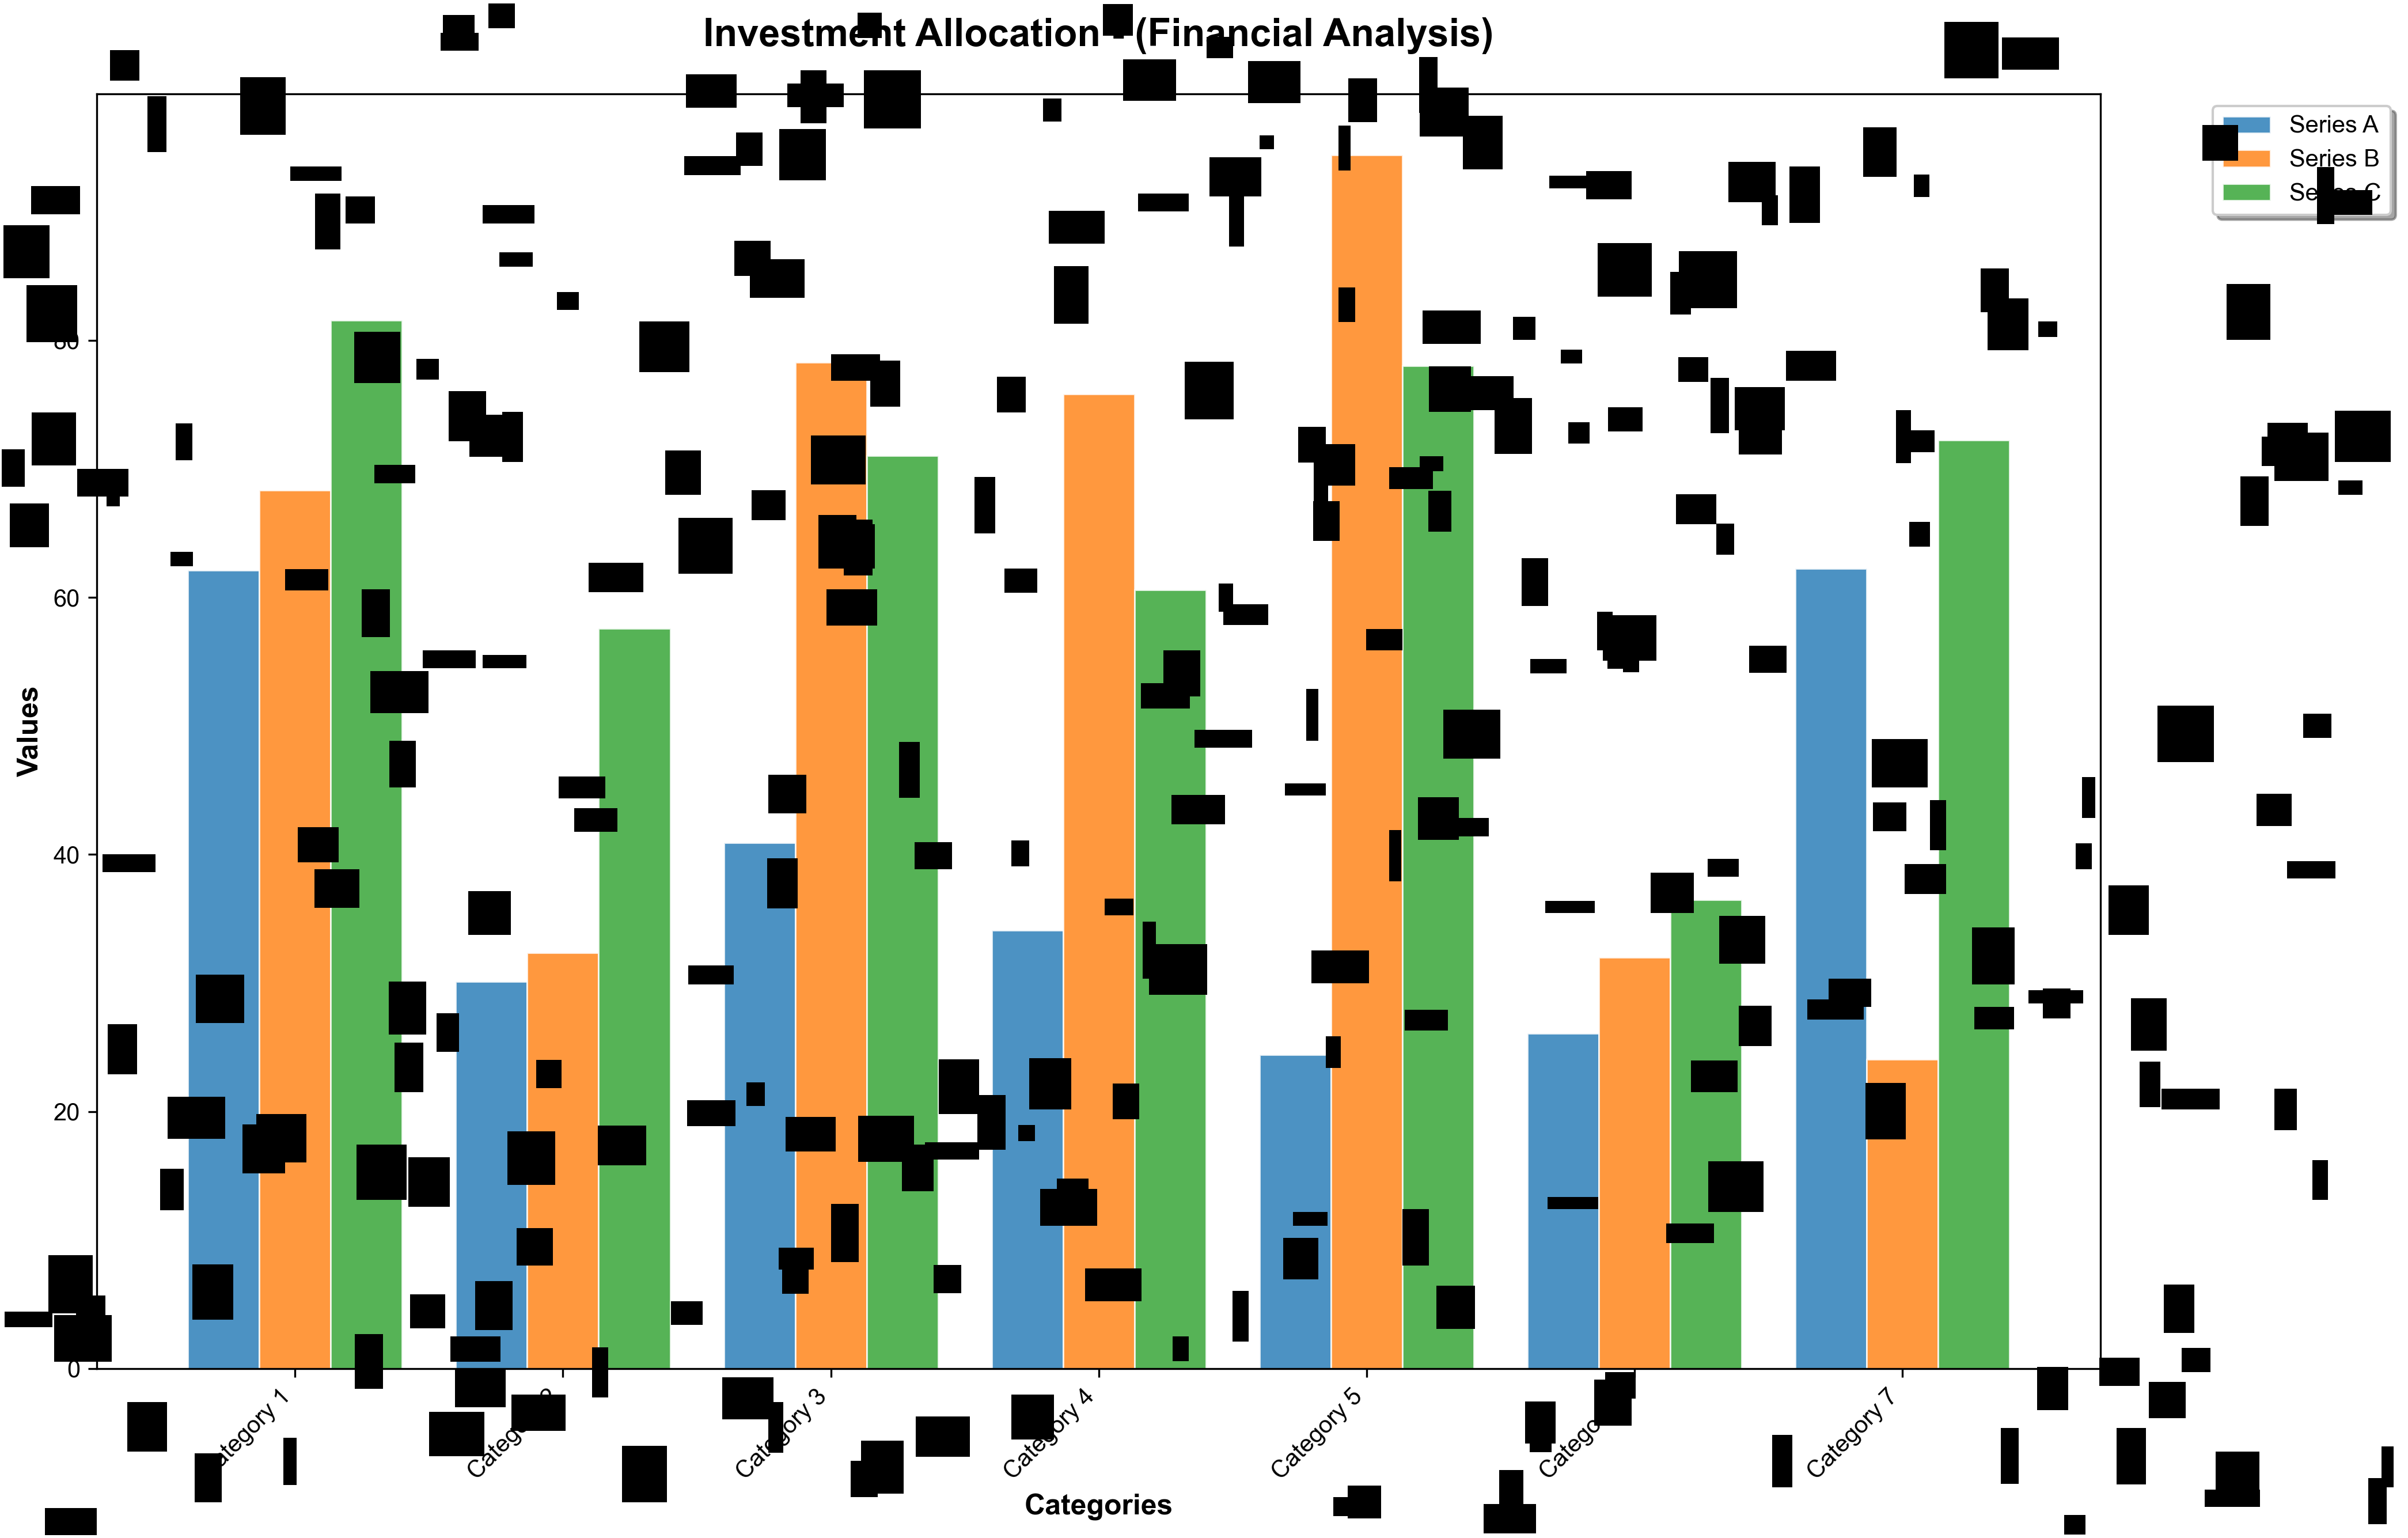 Investment Allocation (Financial Analysis)
Series A
Series B
Series C
60
40
20
0
Values
Category 1
Category 3
Category 4
Category 5
Category 7
Categories